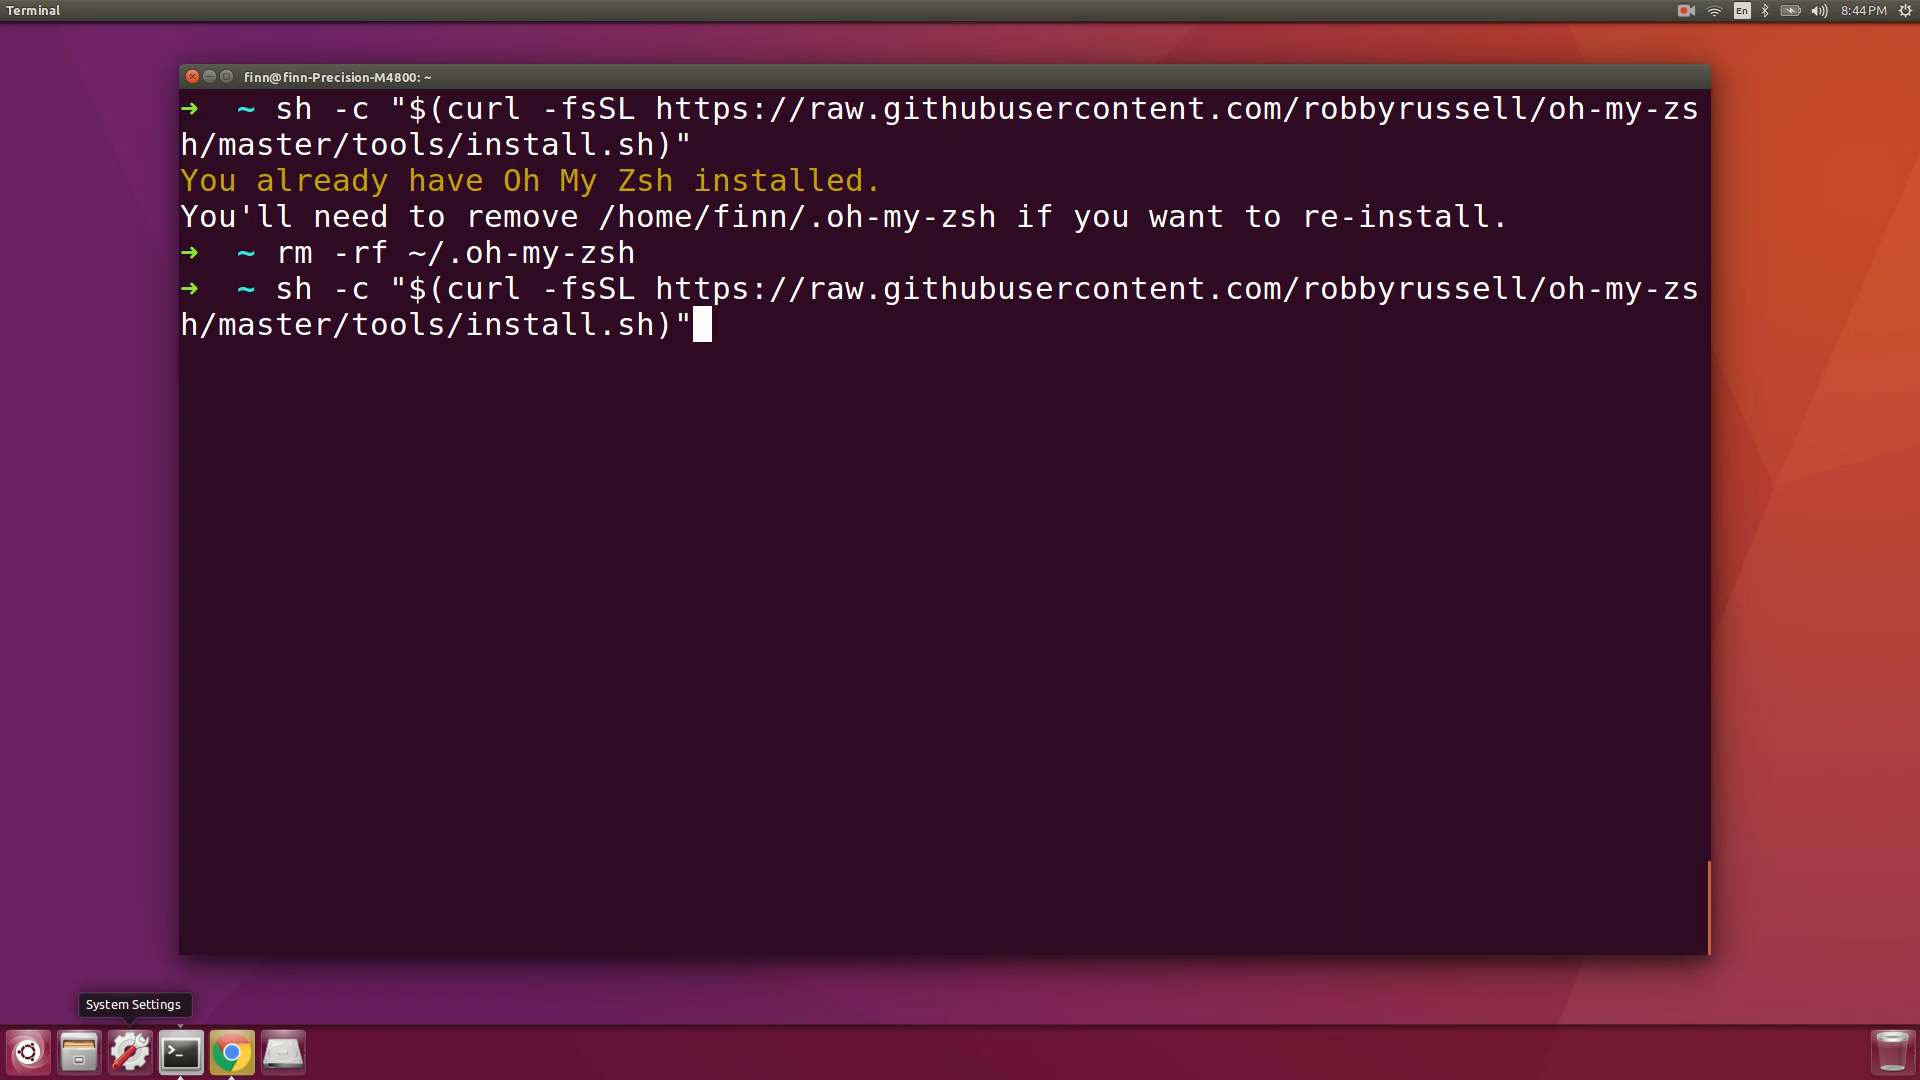 Terminal
En
8:44 PM
finn@finn-Precision-M4800: ~
➜  ~ sh -c "$(curl -fsSL https://raw.githubusercontent.com/robbyrussell/oh-my-zs
h/master/tools/install.sh)"
You already have Oh My Zsh installed.
You'll need to remove /home/finn/.oh-my-zsh if you want to re-install.
➜  ~ rm -rf ~/.oh-my-zsh
➜  ~ sh -c "$(curl -fsSL https://raw.githubusercontent.com/robbyrussell/oh-my-zs
h/master/tools/install.sh)"
System Settings